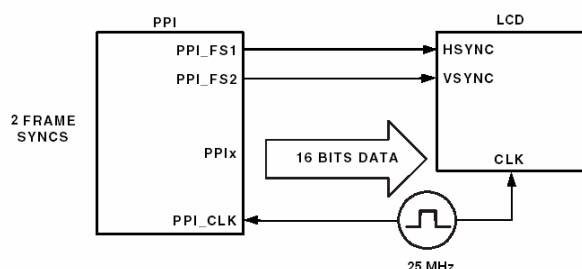 PPI
LCD
PPI_FS1
HSYNC
PPI_FS2
VSYNC
2 FRAME
SYNCS
PPIx
16 BITS DATA
CLK
PPI_CLK
25 MHz